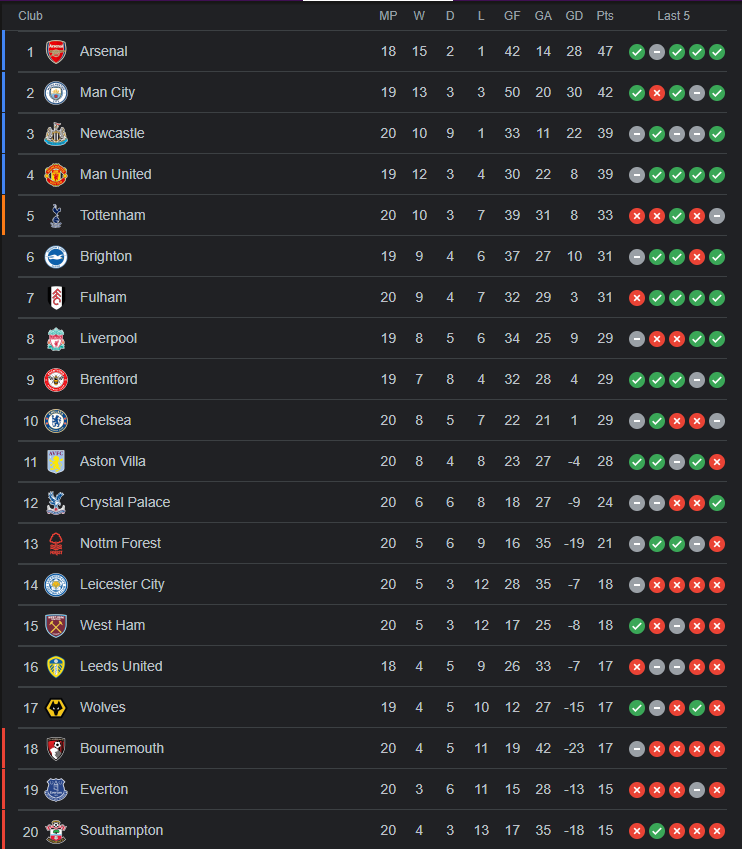 Club MP W D L GF GA GD Pts Last 5
1 Arsenal 18 15 2 1 42 14 28 47
2 Man City 19 13 3 3 50 20 30 42
3 Newcastle 20 10 9 1 33 11 22 39
4 Man United 19 12 3 4 30 22 8 39
5 Tottenham 20 10 3 7 39 31 8 33
6 Brighton 19 9 4 6 37 27 10 31
7 Fulham 20 9 4 7 32 29 3 31
8 Liverpool 19 8 5 6 34 25 9 29
9 Brentford 19 7 8 4 32 28 4 29
10 Chelsea 20 8 5 7 22 21 1 29
11 Aston Villa 20 8 4 8 23 27 -4 28
12 Crystal Palace 20 6 6 8 18 27 -9 24
13 Nottm Forest 20 5 6 9 16 35 -19 21
14 Leicester City 20 5 3 12 28 35 -7 18
15 West Ham 20 5 3 12 17 25 -8 18
16 Leeds United 18 4 5 9 26 33 -7 17
17 Wolves 19 4 5 10 12 27 -15 17
18 Bournemouth 20 4 5 11 19 42 -23 17
19 Everton 20 3 6 11 15 28 -13 15
20 Southampton 20 4 3 13 17 35 -18 15